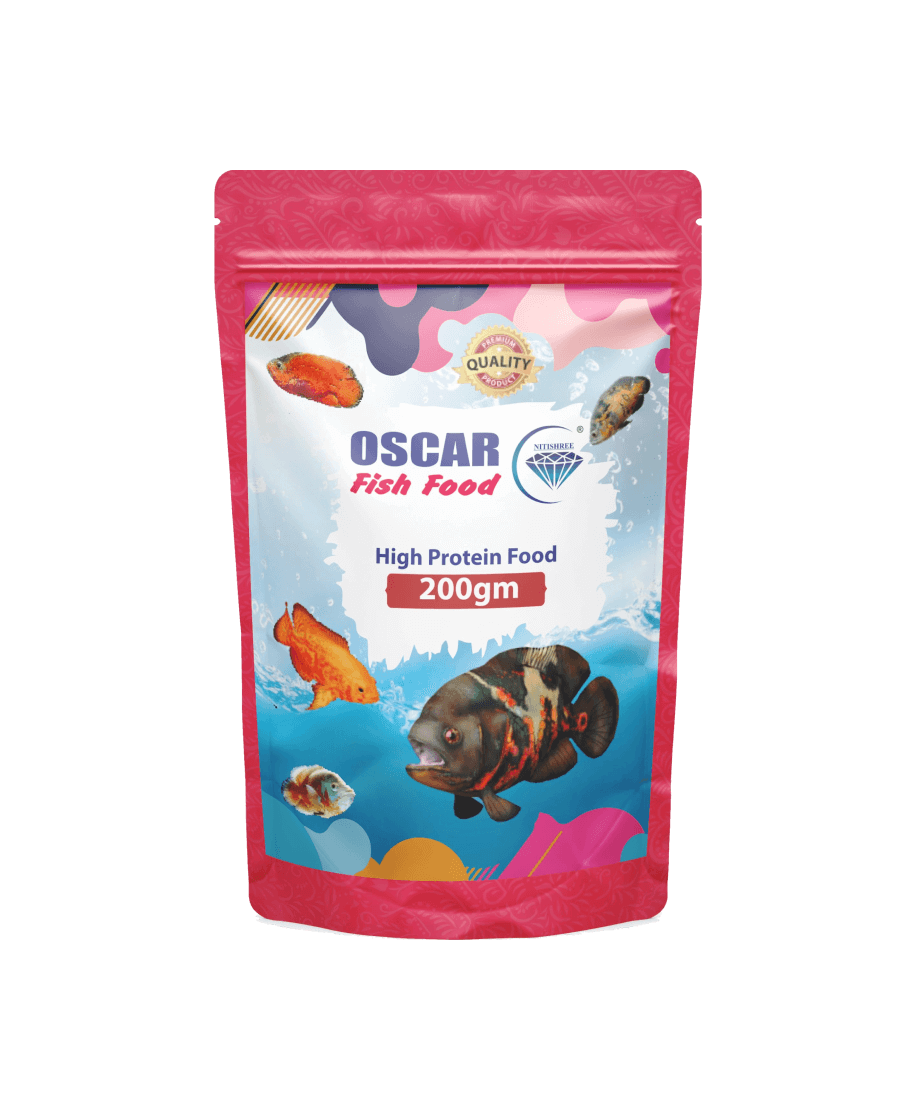 PREMIUM
QUALITY
PRODUCT
OSCAR
Fish Food
NITISHREE
®
High Protein Food
200gm